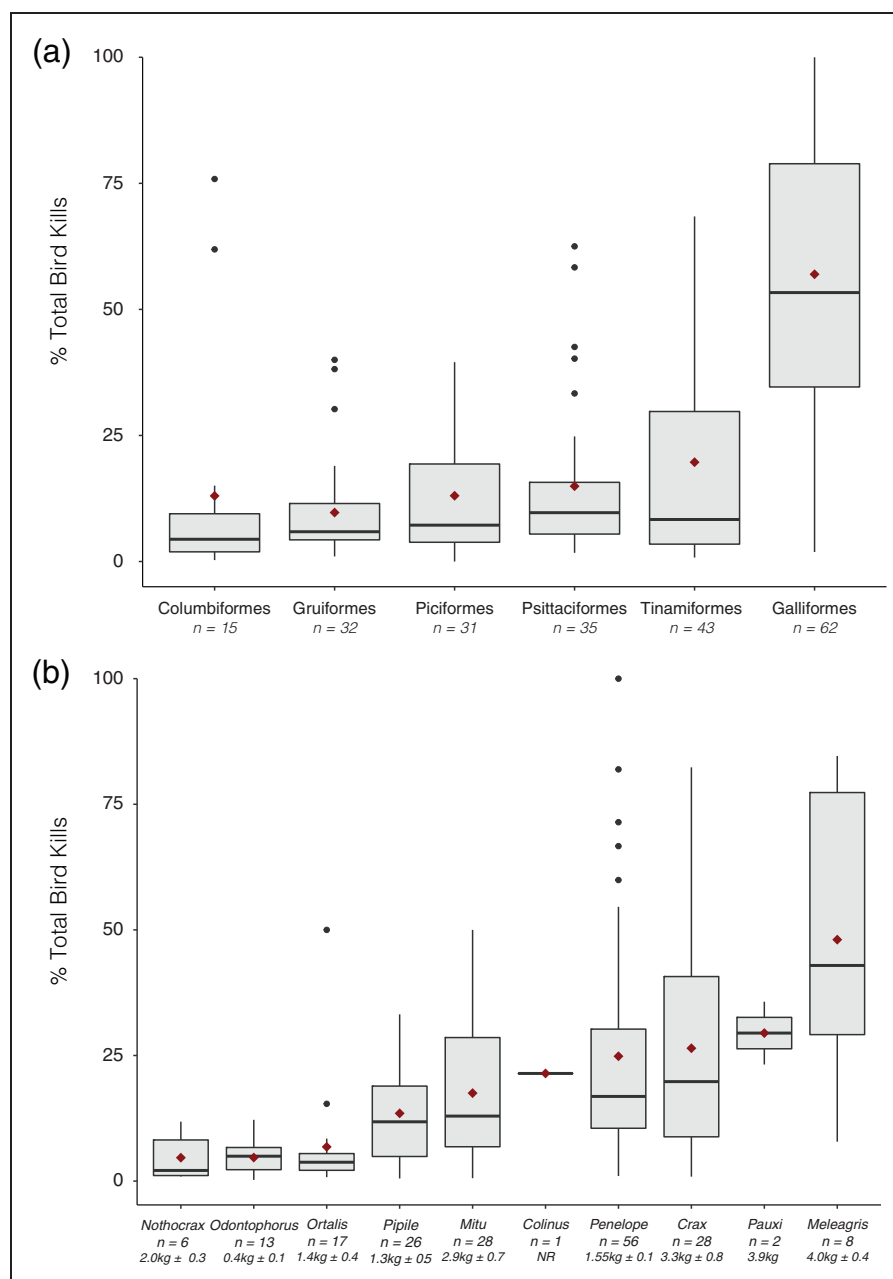 (a)
% Total Bird Kills
100
75
50
25
0
Columbiformes Gruiformes Piciformes Psittaciformes Tinamiformes Galliformes
n = 15 n = 32 n = 31 n = 35 n = 43 n = 62
(b)
% Total Bird Kills
100
75
50
25
0
Nothocrax Odontophorus Ortalis Pipile Mitu Colinus Penelope Crax Pauxi Meleagris
n = 6 n = 13 n = 17 n = 26 n = 28 n = 1 n = 56 n = 28 n = 2 n = 8
2.0kg ± 0.3 0.4kg ± 0.1 1.4kg ± 0.4 1.3kg ± 05 2.9kg ± 0.7 NR 1.55kg ± 0.1 3.3kg ± 0.8 3.9kg 4.0kg ± 0.4